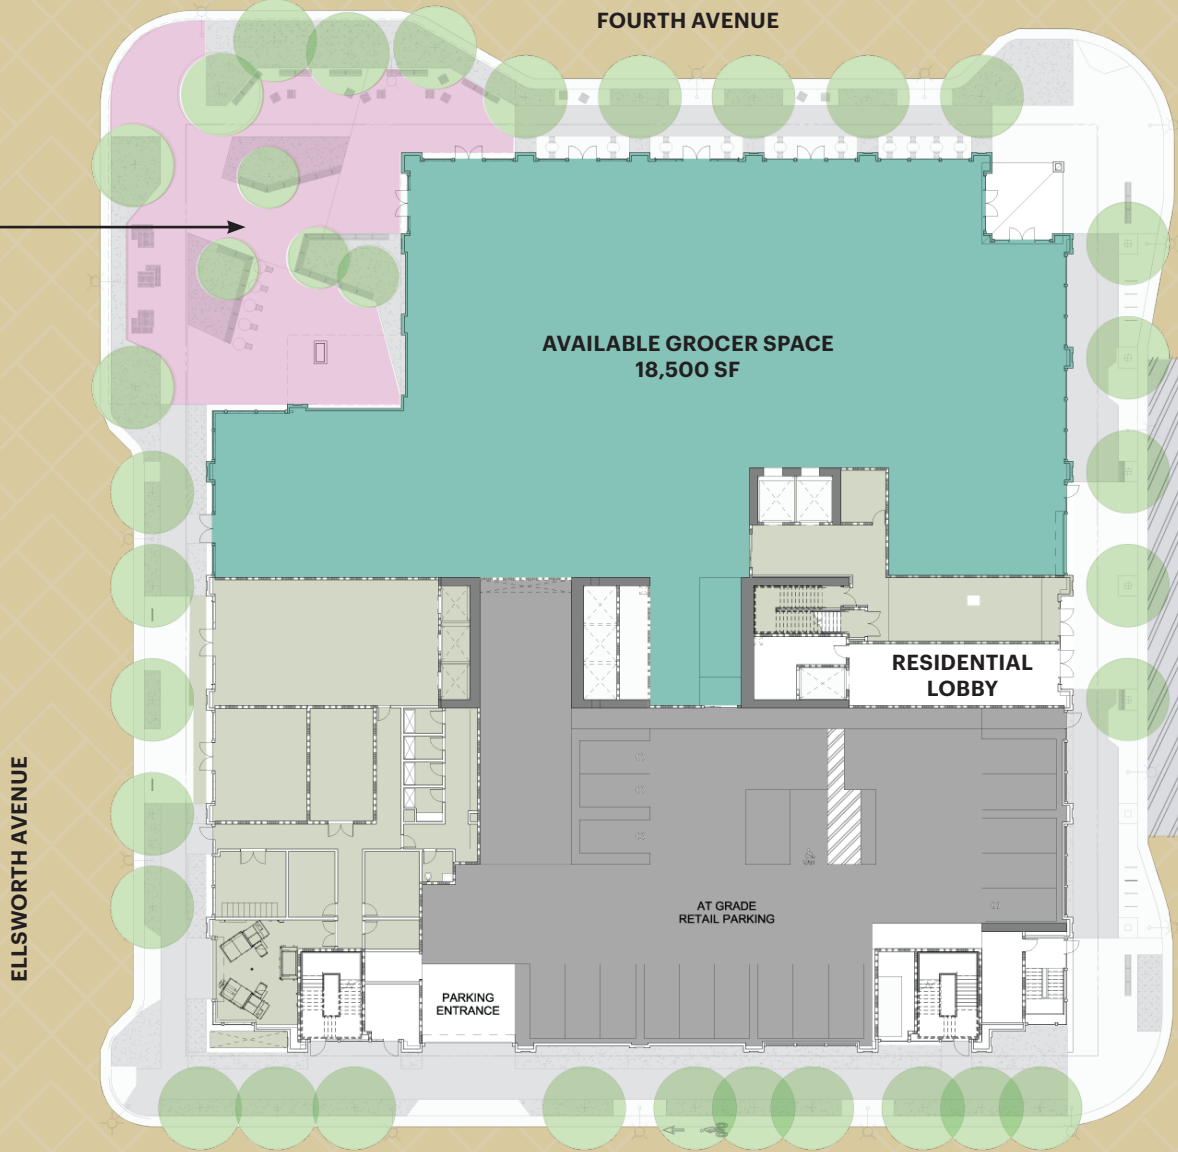 FOURTH AVENUE
AVAILABLE GROCER SPACE
18,500 SF
RESIDENTIAL
LOBBY
ELLSWORTH AVENUE
AT GRADE
RETAIL PARKING
PARKING
ENTRANCE